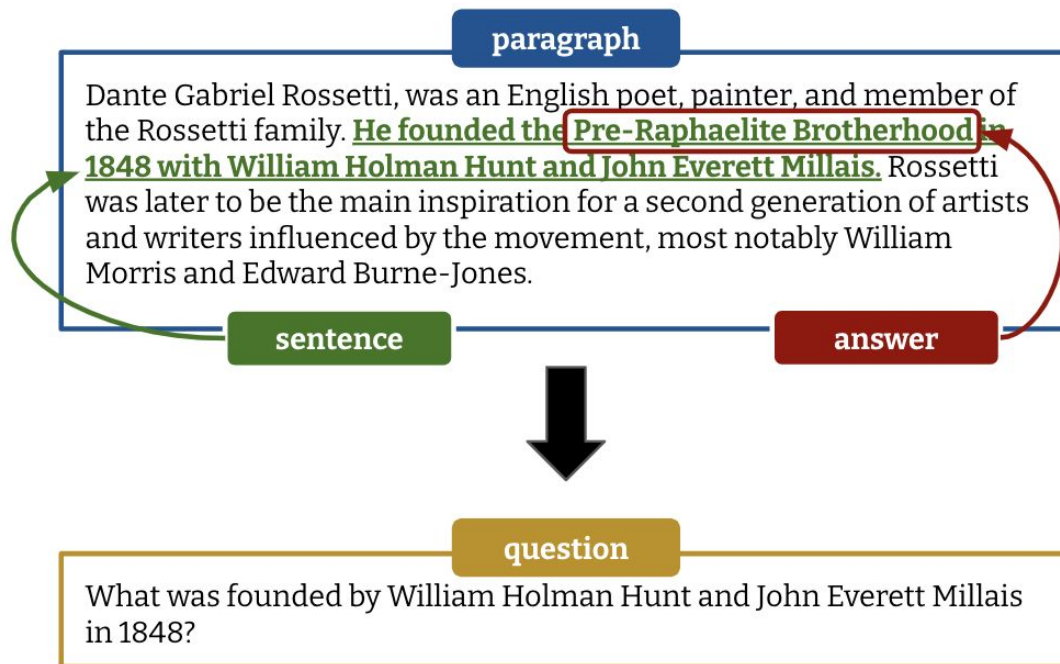 paragraph
Dante Gabriel Rossetti, was an English poet, painter, and member of
the Rossetti family. He founded the Pre-Raphaelite Brotherhood in
1848 with William Holman Hunt and John Everett Millais. Rossetti
was later to be the main inspiration for a second generation of artists
and writers influenced by the movement, most notably William
Morris and Edward Burne-Jones.
sentence
answer
question
What was founded by William Holman Hunt and John Everett Millais
in 1848?